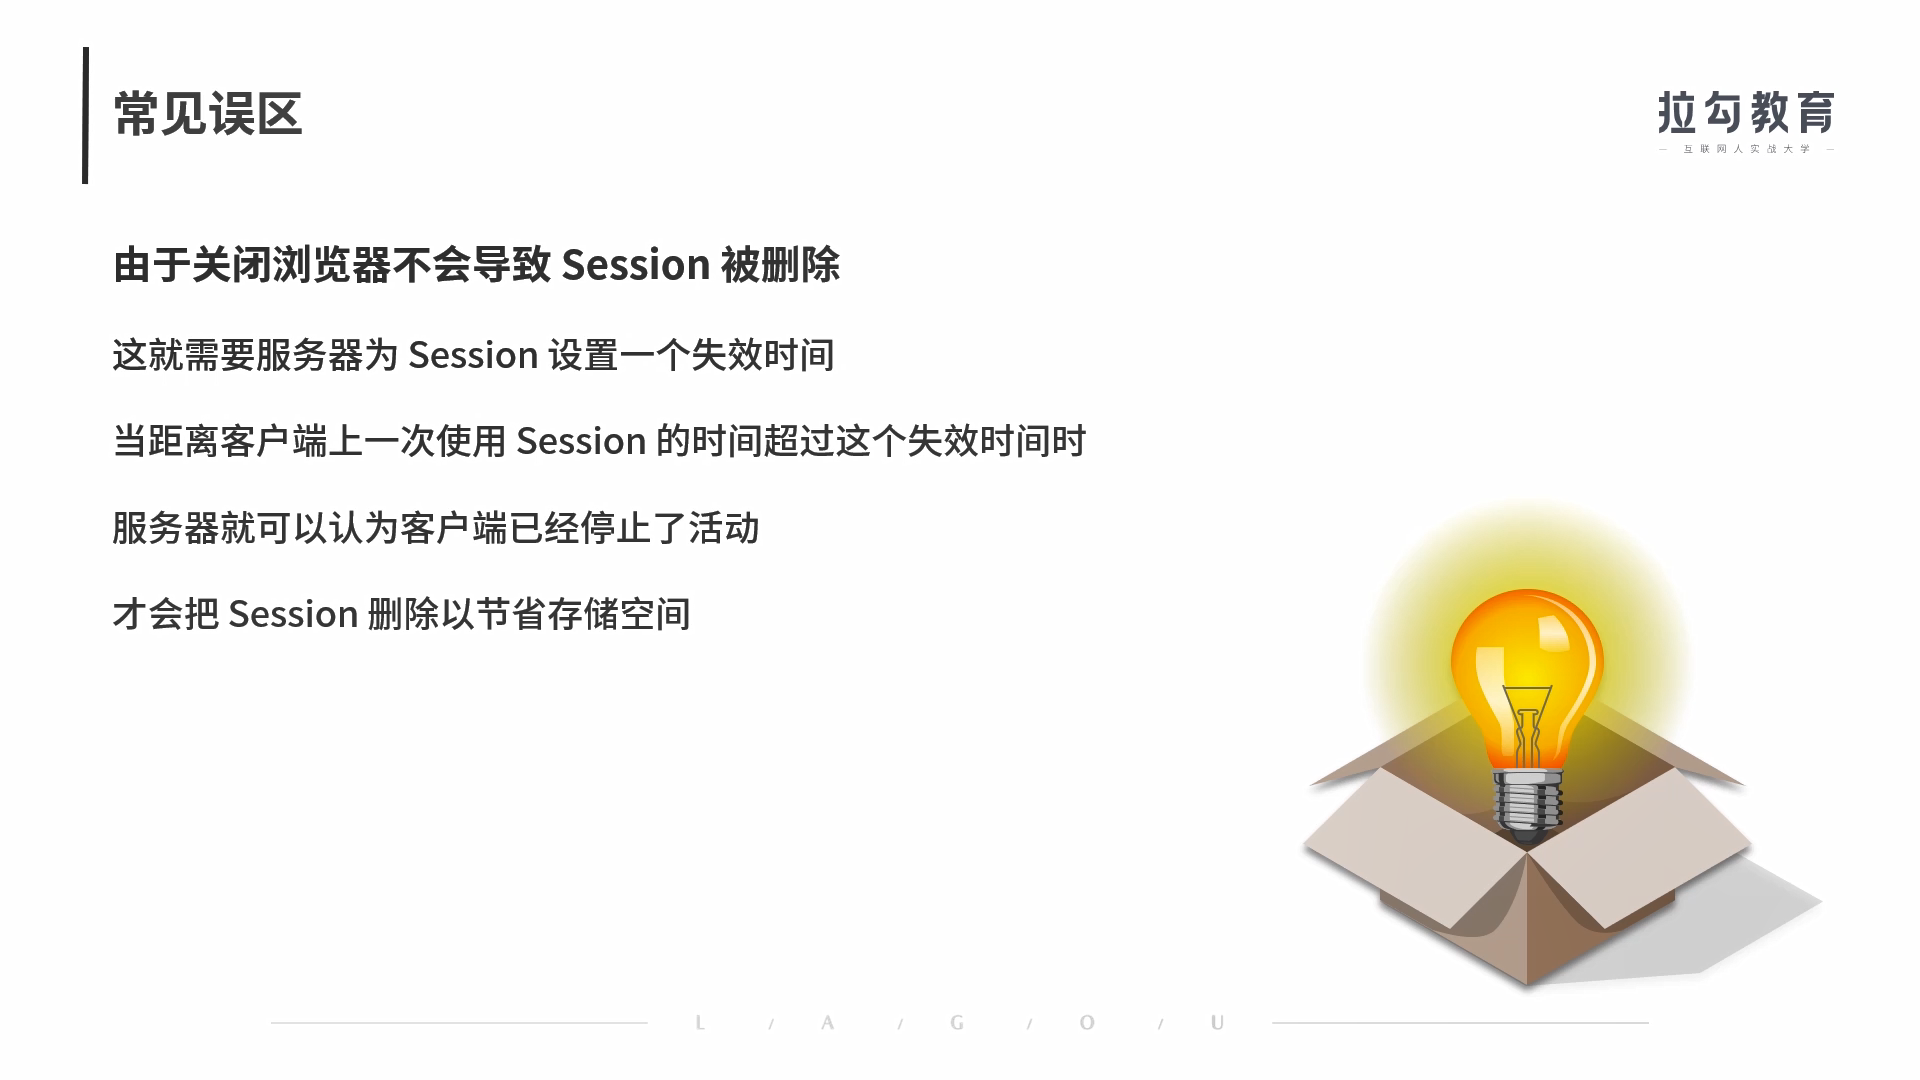 常见误区
拉勾教育
— 互联网人实战大学 —
由于关闭浏览器不会导致 Session 被删除
这就需要服务器为 Session 设置一个失效时间
当距离客户端上一次使用 Session 的时间超过这个失效时间时
服务器就可以认为客户端已经停止了活动
才会把 Session 删除以节省存储空间
L / A / G / O / U